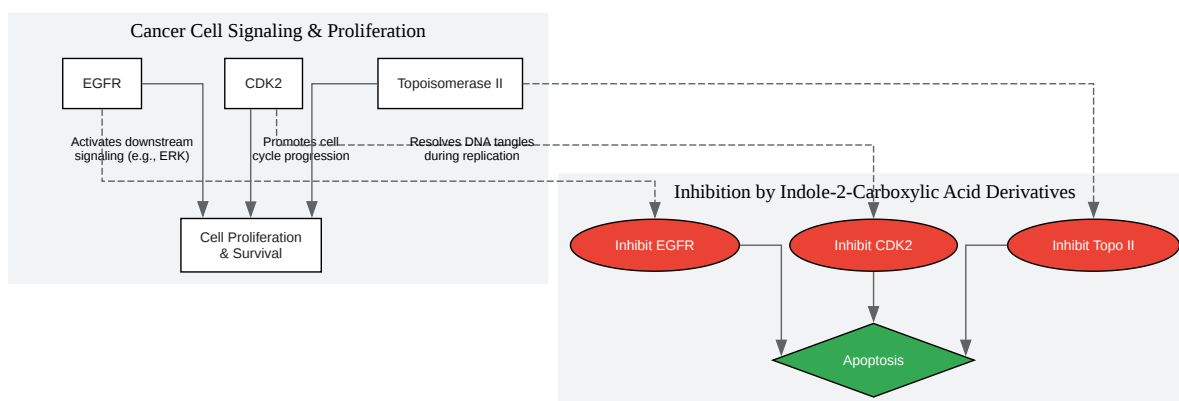 Cancer Cell Signaling & Proliferation
EGFR
CDK2
Topoisomerase II
Activates downstream
signaling (e.g., ERK)
Promotes cell
cycle progression
Resolves DNA tangles
during replication
Cell Proliferation
& Survival
Inhibition by Indole-2-Carboxylic Acid Derivatives
Inhibit EGFR
Inhibit CDK2
Inhibit Topo II
Apoptosis